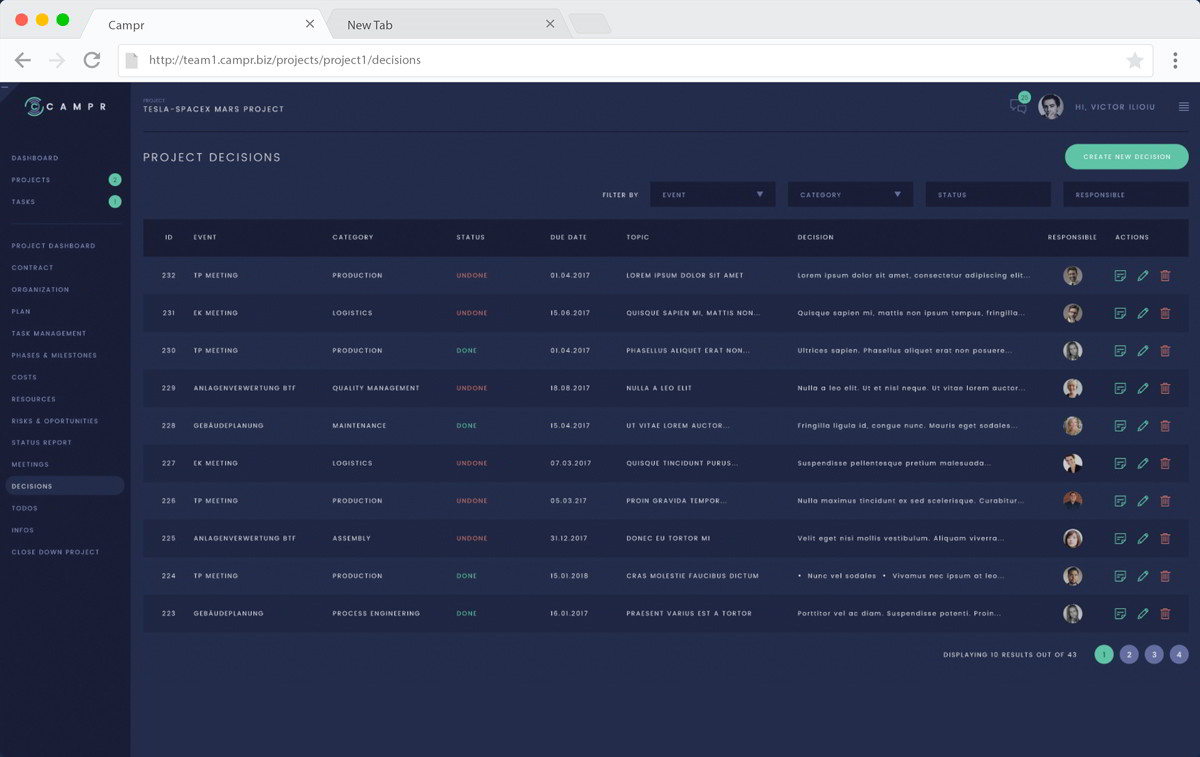 Campr
New Tab
http://team1.campr.biz/projects/project1/decisions
CAMPR
PROJECT
TESLA-SPACEX MARS PROJECT
25
HI, VICTOR ILIOIU
DASHBOARD
PROJECTS 2
TASKS 1
PROJECT DASHBOARD
CONTRACT
ORGANIZATION
PLAN
TASK MANAGEMENT
PHASES & MILESTONES
COSTS
RESOURCES
RISKS & OPORTUNITIES
STATUS REPORT
MEETINGS
DECISIONS
TODOS
INFOS
CLOSE DOWN PROJECT
PROJECT DECISIONS
CREATE NEW DECISION
FILTER BY EVENT CATEGORY STATUS RESPONSIBLE
ID EVENT CATEGORY STATUS DUE DATE TOPIC DECISION RESPONSIBLE ACTIONS
232 TP MEETING PRODUCTION UNDONE 01.04.2017 LOREM IPSUM DOLOR SIT AMET Lorem ipsum dolor sit amet, consectetur adipiscing elit...
231 EK MEETING LOGISTICS UNDONE 15.06.2017 QUISQUE SAPIEN MI, MATTIS NON... Quisque sapien mi, mattis non ipsum tempus, fringilla...
230 TP MEETING PRODUCTION DONE 01.04.2017 PHASELLUS ALIQUET ERAT NON... Ultrices sapien. Phasellus aliquet erat non posuere...
229 ANLAGENVERWERTUNG BTF QUALITY MANAGEMENT UNDONE 18.08.2017 NULLA A LEO ELIT Nulla a leo elit. Ut et nisl neque. Ut vitae lorem auctor...
228 GEBÄUDEPLANUNG MAINTENANCE DONE 15.04.2017 UT VITAE LOREM AUCTOR... Fringilla ligula id, congue nunc. Mauris eget sodales...
227 EK MEETING LOGISTICS UNDONE 07.03.2017 QUISQUE TINCIDUNT PURUS... Suspendisse pellentesque pretium malesuada...
226 TP MEETING PRODUCTION UNDONE 05.03.217 PROIN GRAVIDA TEMPOR... Nulla maximus tincidunt ex sed scelerisque. Curabitur...
225 ANLAGENVERWERTUNG BTF ASSEMBLY UNDONE 31.12.2017 DONEC EU TORTOR MI Velit eget nisi mollis vestibulum. Aliquam viverra...
224 TP MEETING PRODUCTION DONE 15.01.2018 CRAS MOLESTIE FAUCIBUS DICTUM • Nunc vel sodales • Vivamus nec ipsum at leo...
223 GEBÄUDEPLANUNG PROCESS ENGINEERING DONE 16.01.2017 PRAESENT VARIUS EST A TORTOR Porttitor vel ac diam. Suspendisse potenti. Proin...
DISPLAYING 10 RESULTS OUT OF 43 1 2 3 4